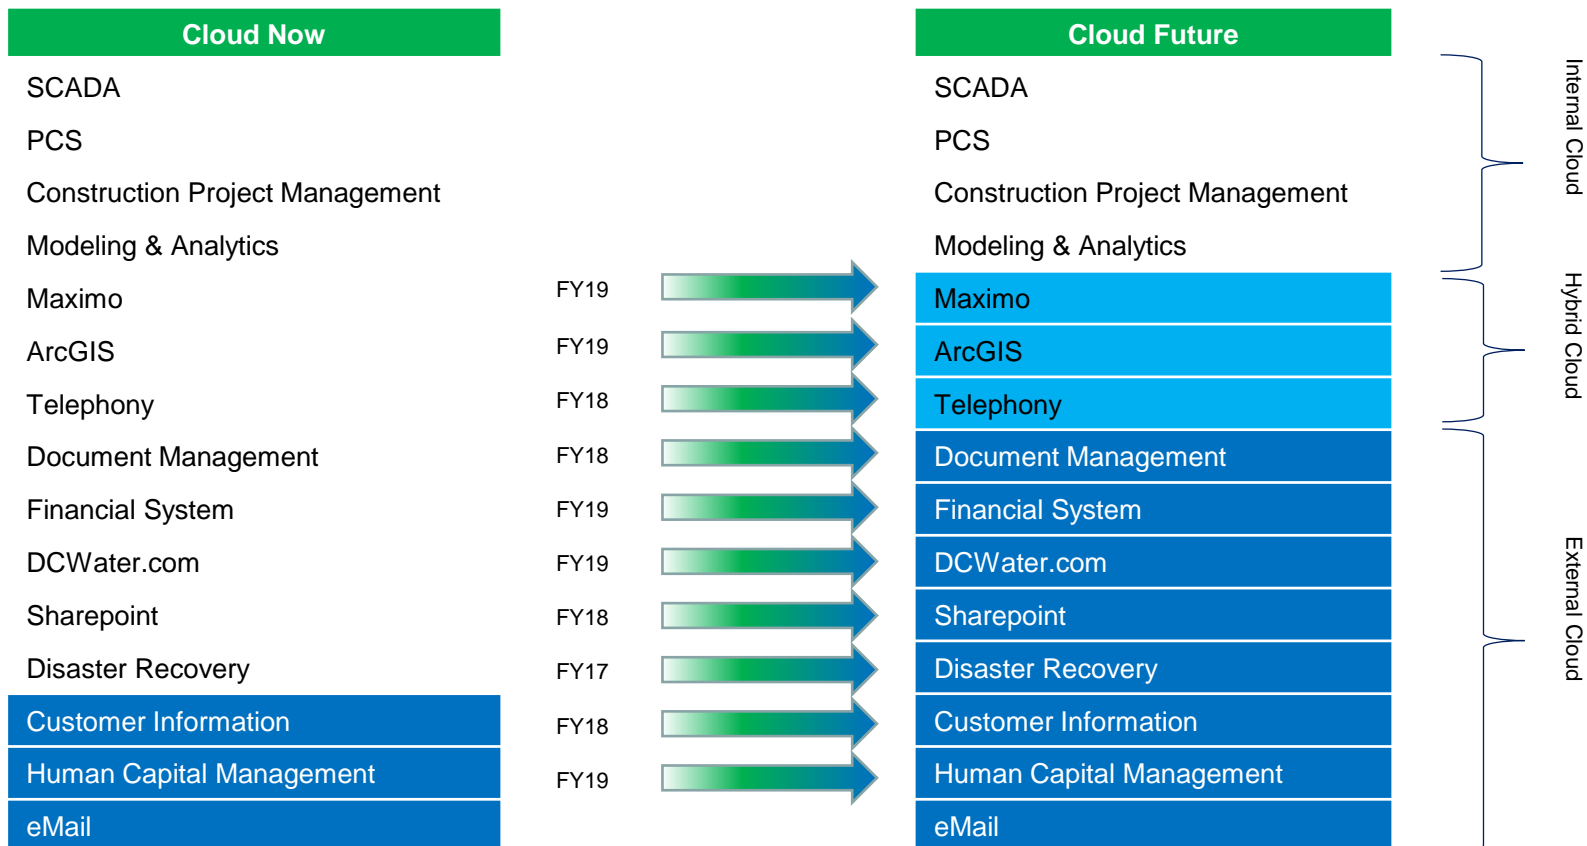 Cloud Now
Cloud Future
SCADA
SCADA
PCS
PCS
Construction Project Management
Construction Project Management
Modeling & Analytics
Modeling & Analytics
Internal Cloud
Maximo
FY19
Maximo
ArcGIS
FY19
ArcGIS
Telephony
FY18
Telephony
Hybrid Cloud
Document Management
FY18
Document Management
Financial System
FY19
Financial System
DCWater.com
FY19
DCWater.com
Sharepoint
FY18
Sharepoint
Disaster Recovery
FY17
Disaster Recovery
Customer Information
FY18
Customer Information
Human Capital Management
FY19
Human Capital Management
eMail
eMail
External Cloud